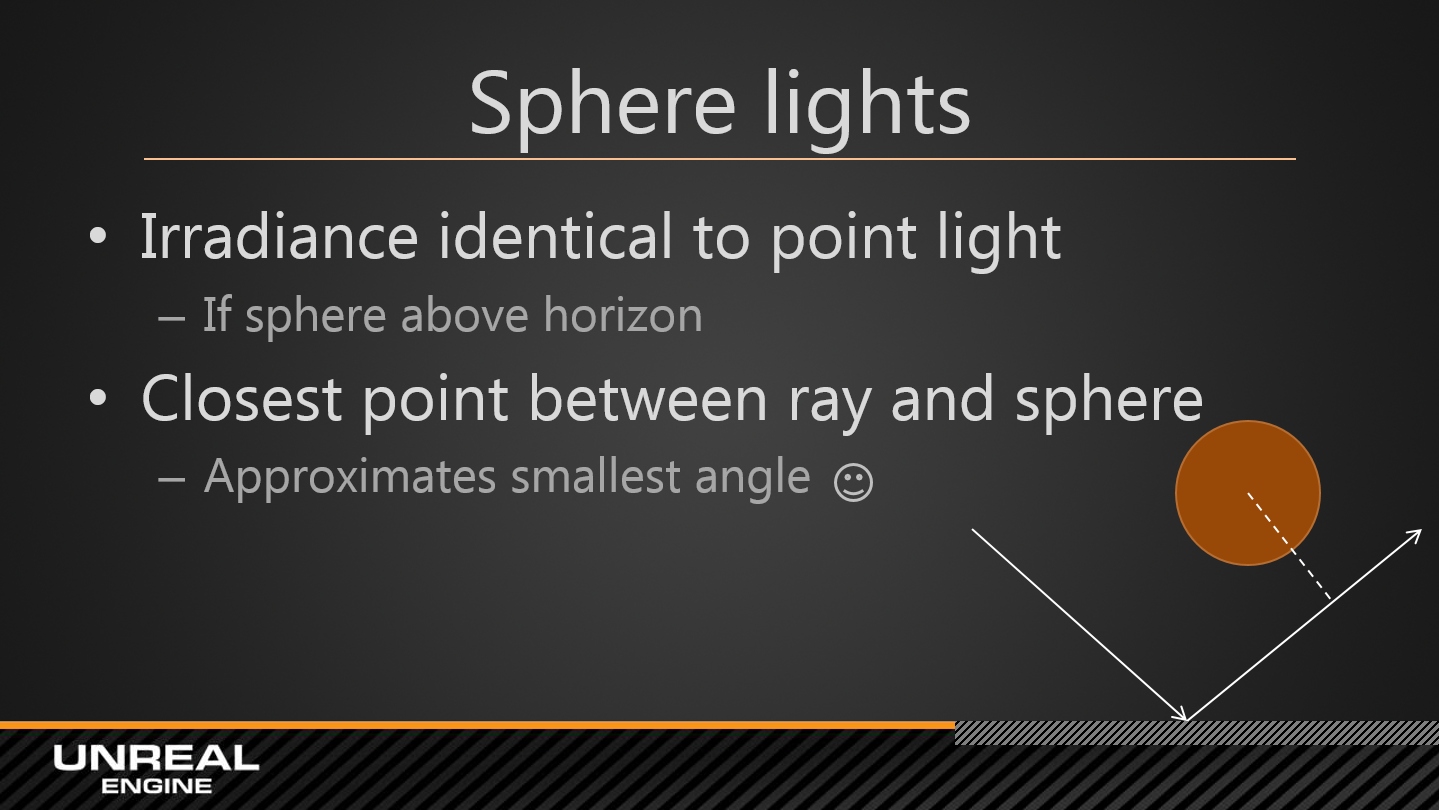 Sphere lights
• Irradiance identical to point light
– If sphere above horizon
• Closest point between ray and sphere
– Approximates smallest angle ☺
UNREAL
ENGINE